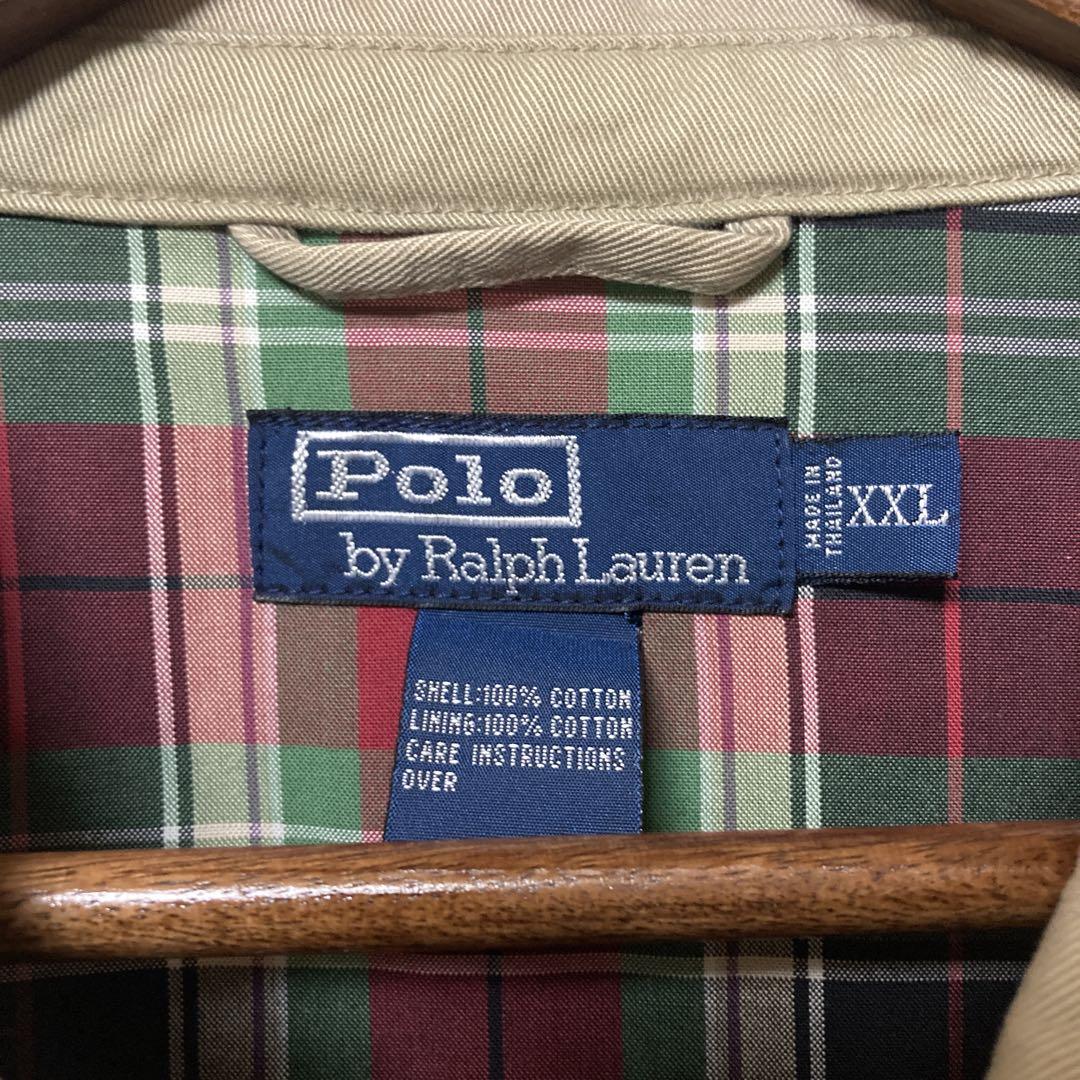 Polo
by Ralph Lauren
MADE IN
THAILAND
XXL
SHELL:100% COTTON
LINING:100% COTTON
CARE INSTRUCTIONS
OVER